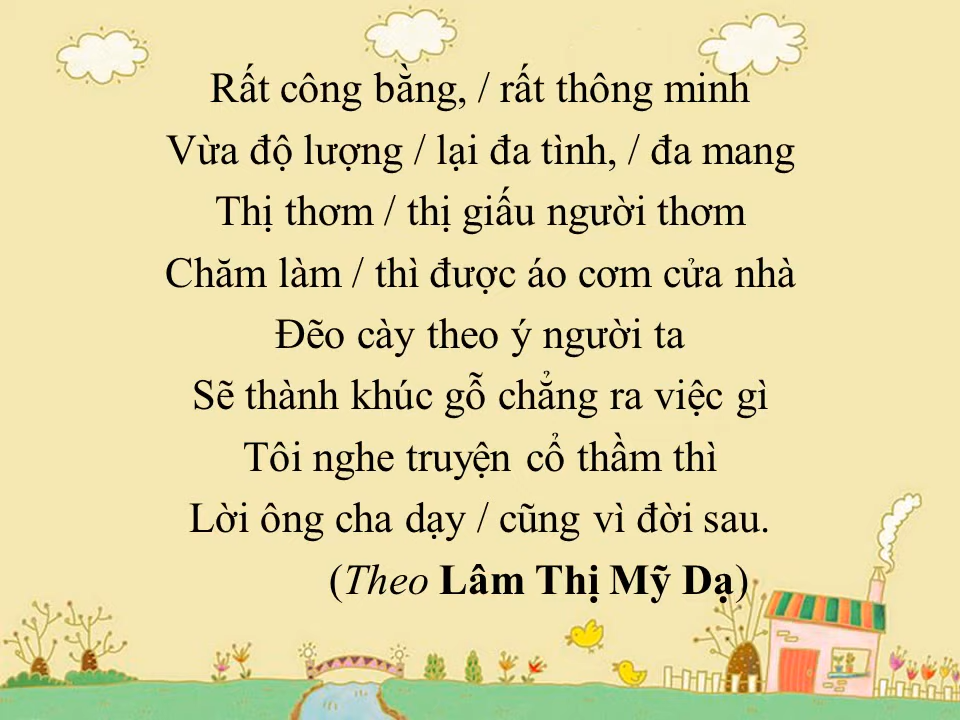 Rất công bằng, / rất thông minh
Vừa độ lượng / lại đa tình, / đa mang
Thị thơm / thị giấu người thơm
Chăm làm / thì được áo cơm cửa nhà
Đẽo cày theo ý người ta
Sẽ thành khúc gỗ chẳng ra việc gì
Tôi nghe truyện cổ thầm thì
Lời ông cha dạy / cũng vì đời sau.
(Theo Lâm Thị Mỹ Dạ)